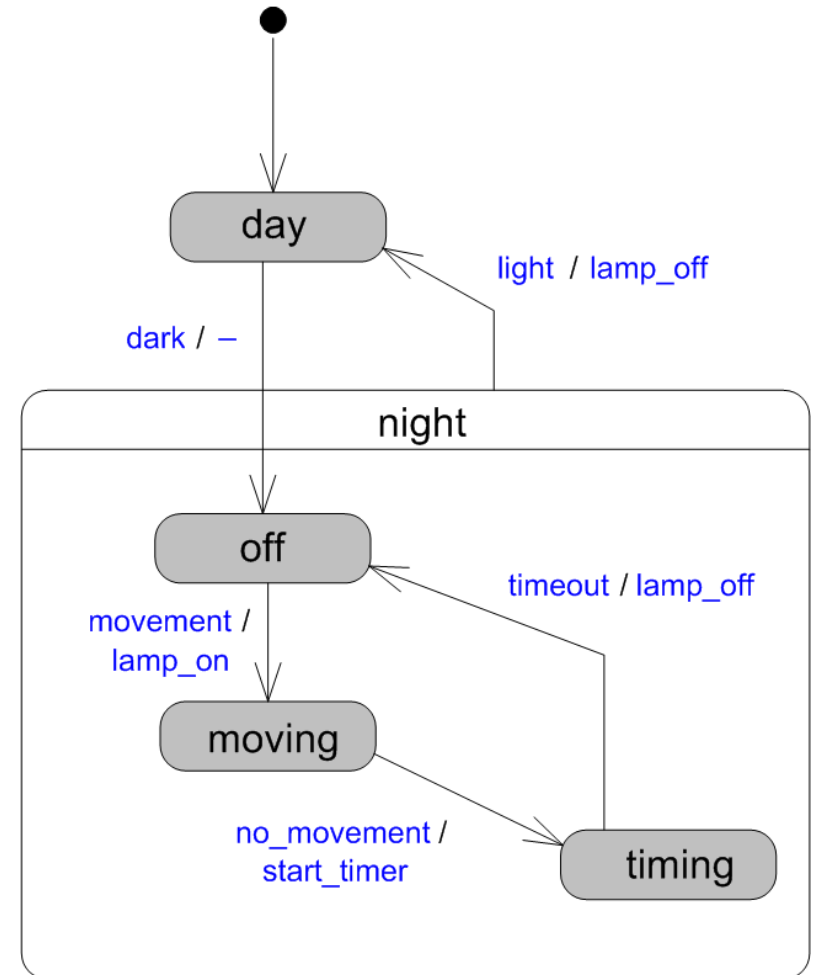 day
light / lamp_off
dark / –
night
off
timeout / lamp_off
movement /
lamp_on
moving
no_movement /
start_timer
timing